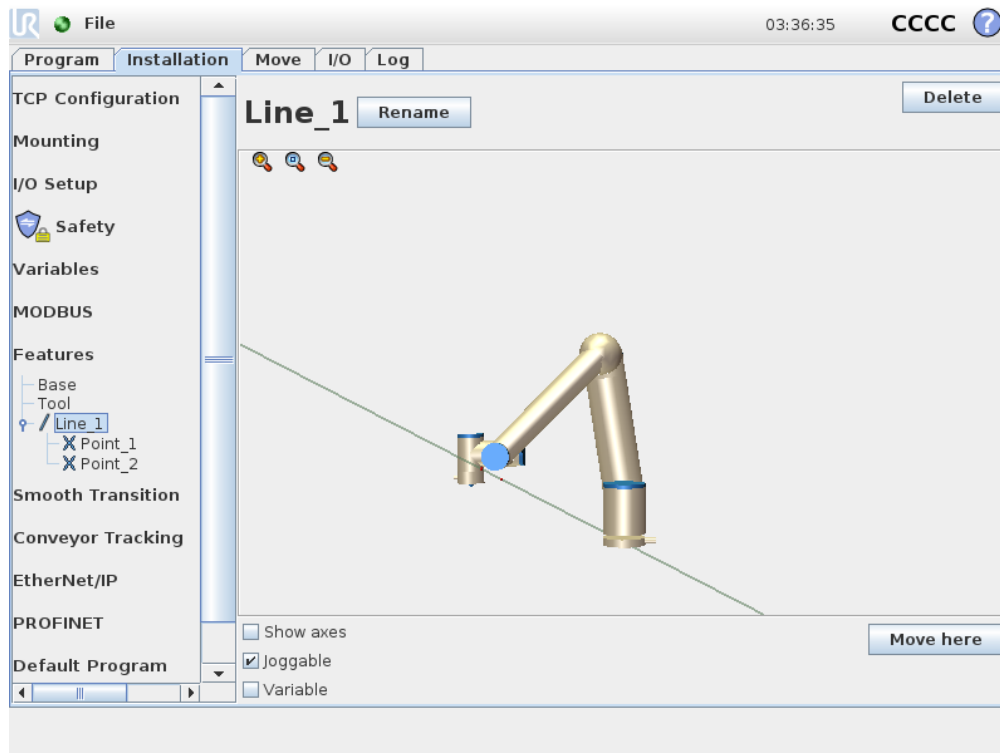 UR File 03:36:35 CCCC ?
Program Installation Move I/O Log
TCP Configuration
Mounting
I/O Setup
Safety
Variables
MODBUS
Features
Base
Tool
Line_1
Point_1
Point_2
Smooth Transition
Conveyor Tracking
EtherNet/IP
PROFINET
Default Program
Line_1 Rename Delete
Show axes
Joggable
Variable
Move here